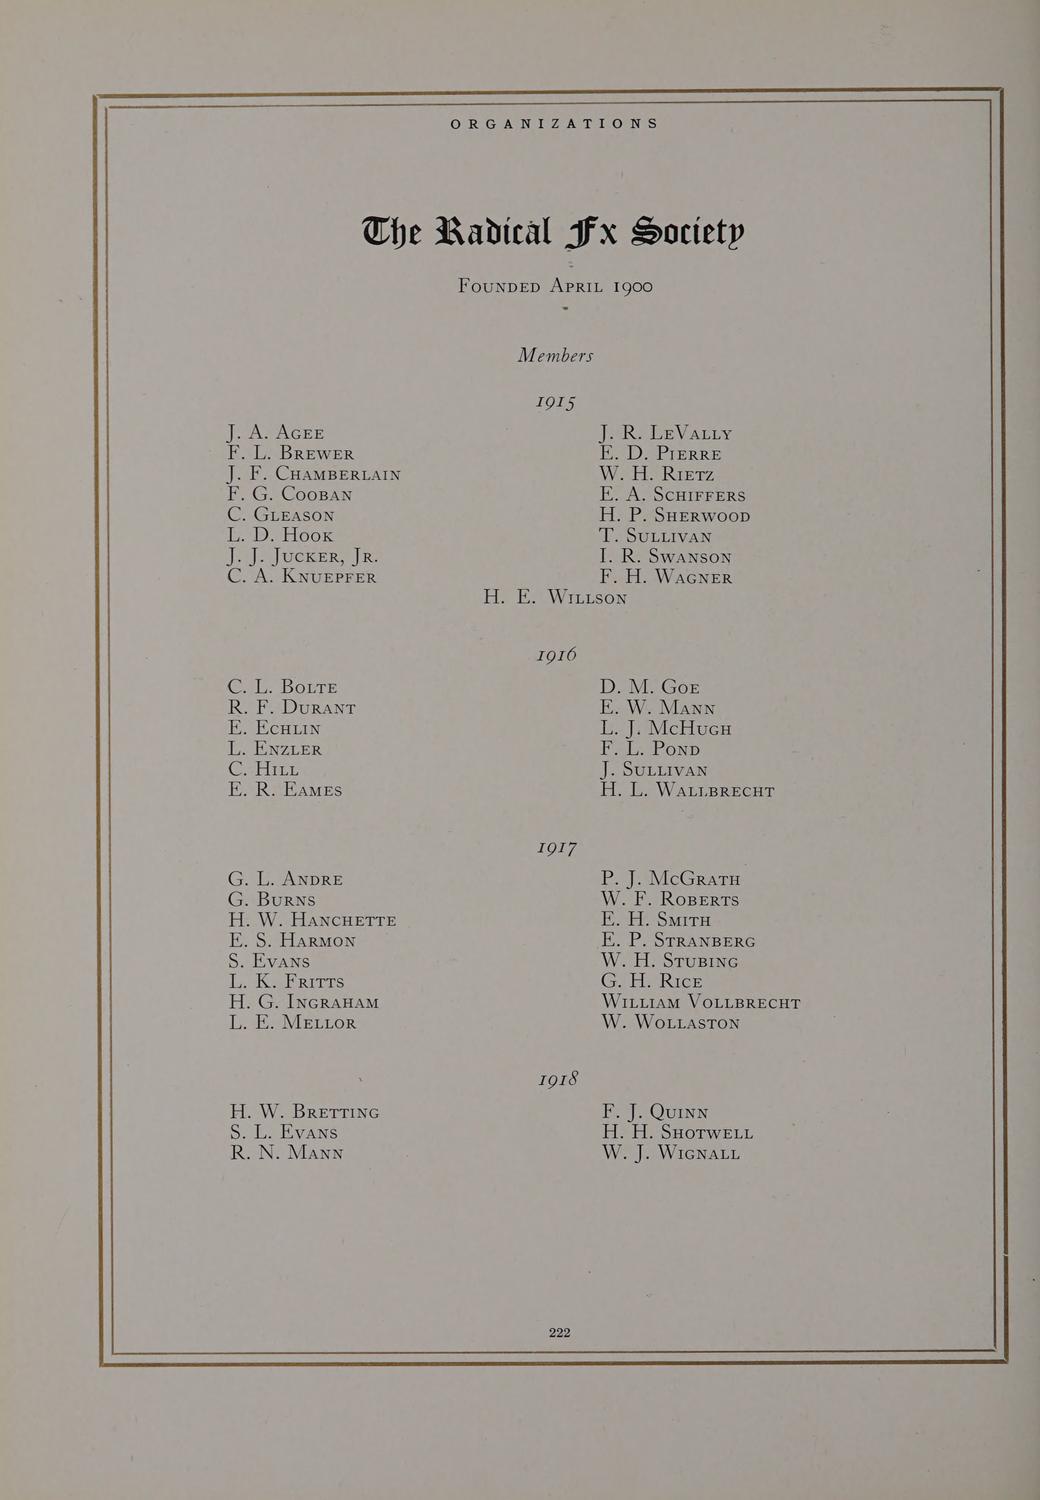 ORGANIZATIONS
The Radical Fx Society
Founded April 1900
Members
1915
J. A. Agee
F. L. Brewer
J. F. Chamberlain
F. G. Cooban
C. Gleason
L. D. Hook
J. J. Jucker, Jr.
C. A. Knuepfer
J. R. LeVally
E. D. Pierre
W. H. Rietz
E. A. Schiffers
H. P. Sherwood
T. Sullivan
I. R. Swanson
F. H. Wagner
H. E. Willson
1916
C. L. Bolte
R. F. Durant
E. Echlin
L. Enzler
C. Hill
E. R. Eames
D. M. Goe
E. W. Mann
L. J. McHugh
F. L. Pond
J. Sullivan
H. L. Wallbrecht
1917
G. L. Andre
G. Burns
H. W. Hanchette
E. S. Harmon
S. Evans
L. K. Fritts
H. G. Ingraham
L. E. Mellor
P. J. McGrath
W. F. Roberts
E. H. Smith
E. P. Stranberg
W. H. Stubing
G. H. Rice
William Vollbrecht
W. Wollaston
1918
H. W. Bretting
S. L. Evans
R. N. Mann
F. J. Quinn
H. H. Shotwell
W. J. Wignall
222